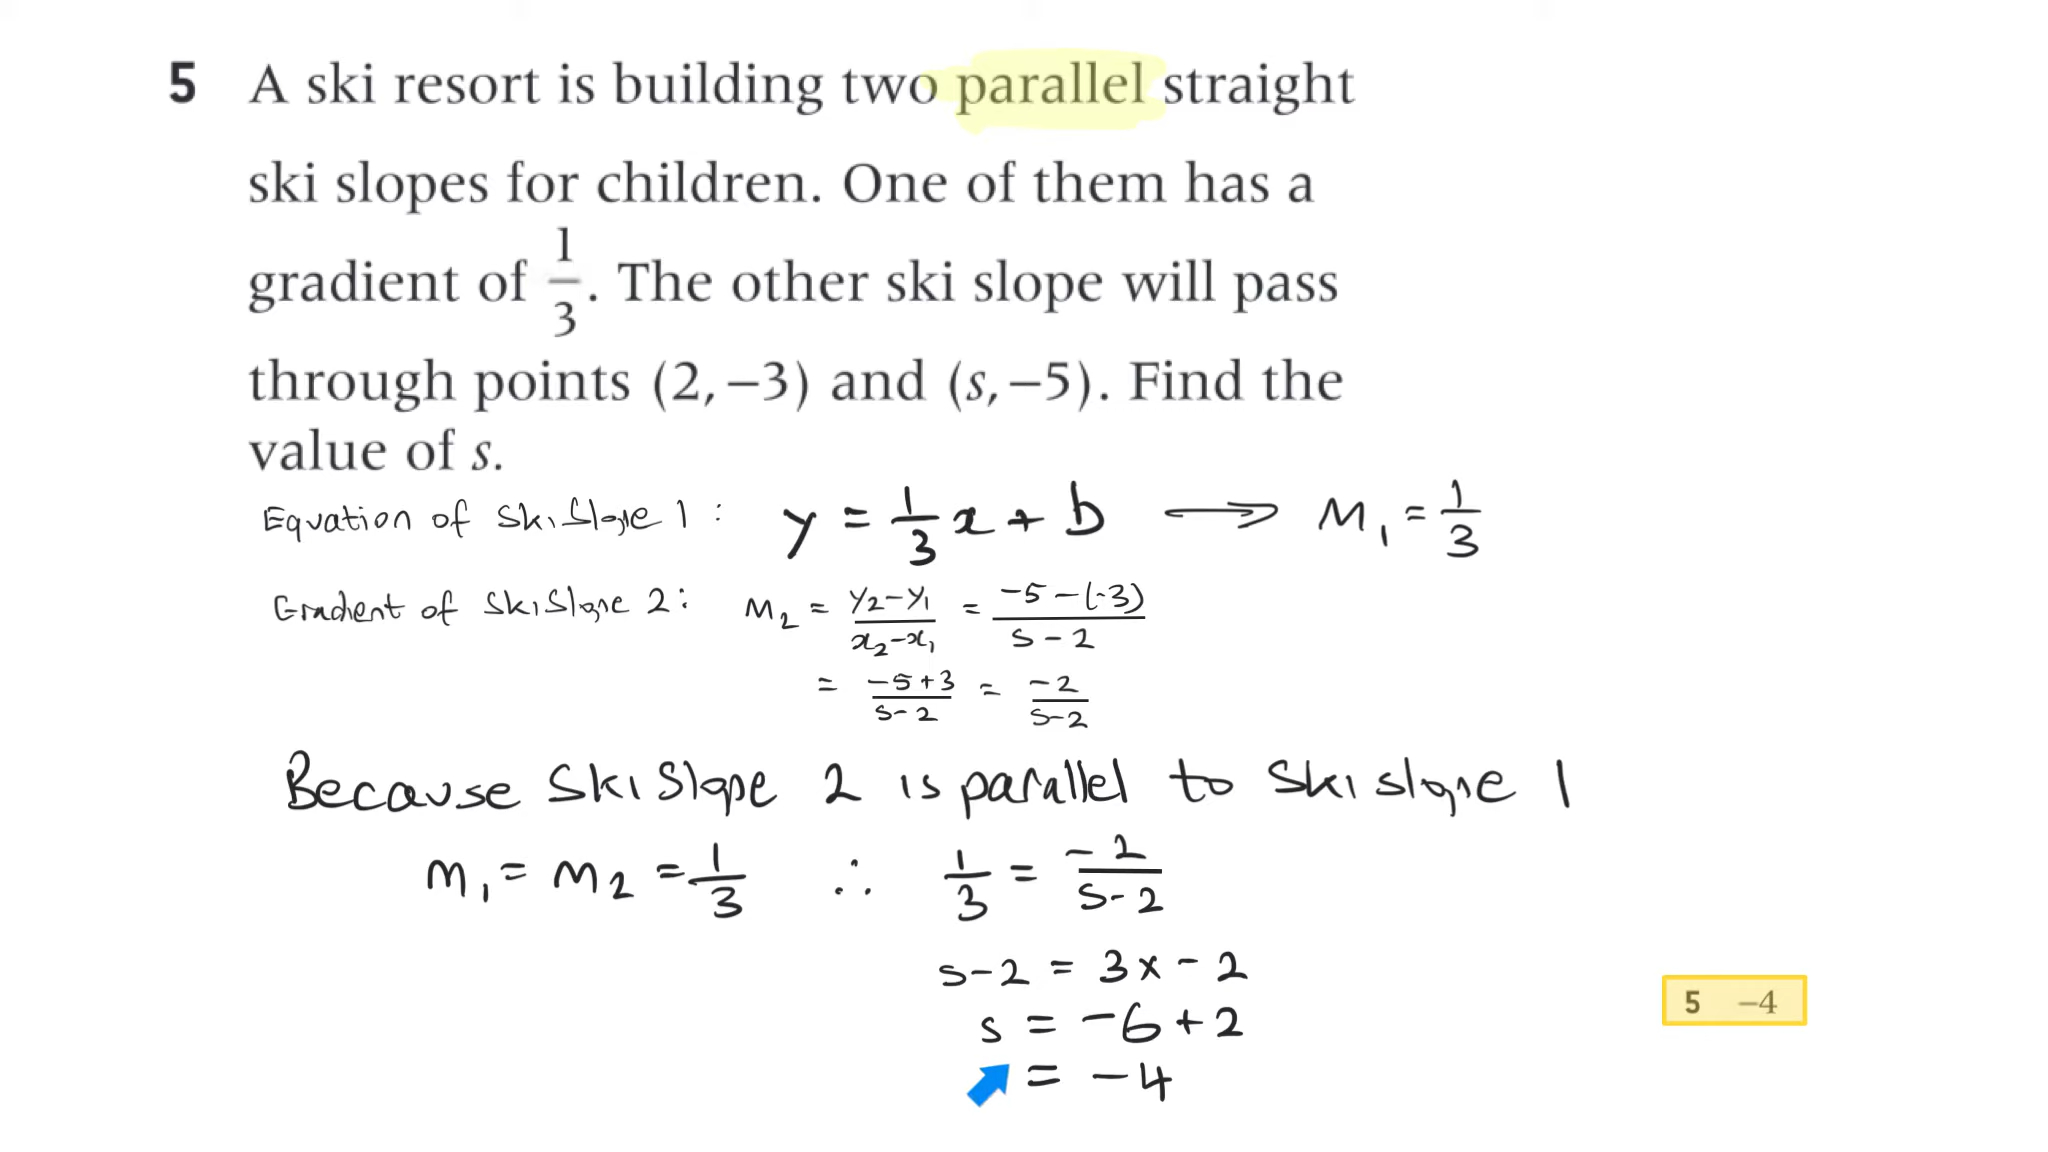 5 A ski resort is building two parallel straight
ski slopes for children. One of them has a
gradient of 1/3. The other ski slope will pass
through points (2, −3) and (s, −5). Find the
value of s.
Equation of Ski Slope 1 : y = 1/3 x + b ⟶ M₁ = 1/3
Gradient of Ski Slope 2 : M₂ = y₂−y₁/x₂−x₁ = −5−(−3)/s−2
= −5+3/s−2 = −2/s−2
Because Ski Slope 2 is parallel to Ski slope 1
m₁ = m₂ = 1/3 ∴ 1/3 = −2/s−2
s−2 = 3x−2
s = −6+2
= −4
5 −4